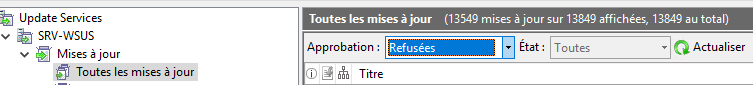 Update Services
SRV-WSUS
Mises à jour
Toutes les mises à jour
Toutes les mises à jour (13549 mises à jour sur 13849 affichées, 13849 au total)
Approbation : Refusées État : Toutes Actualiser
Titre